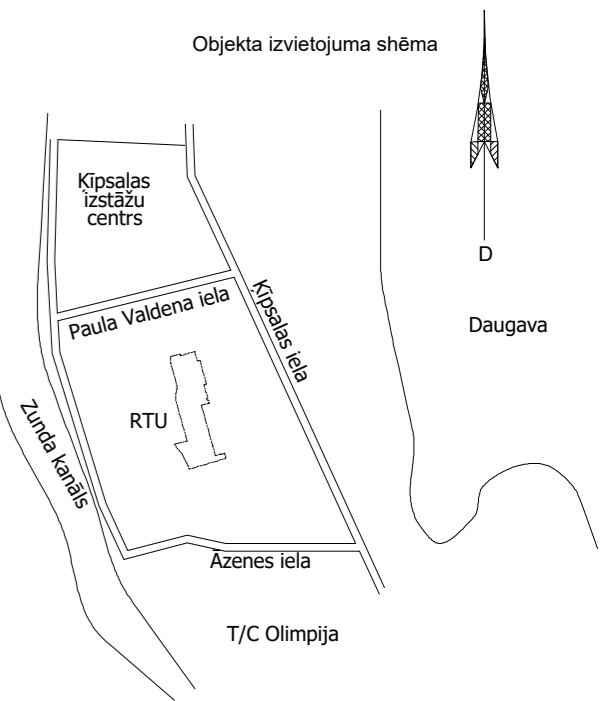 Objekta izvietojuma shēma
Ķīpsalas
izstāžu
centrs
D
Ķīpsalas iela
Paula Valdena iela
Daugava
RTU
Zunda kanāls
Āzenes iela
T/C Olimpija